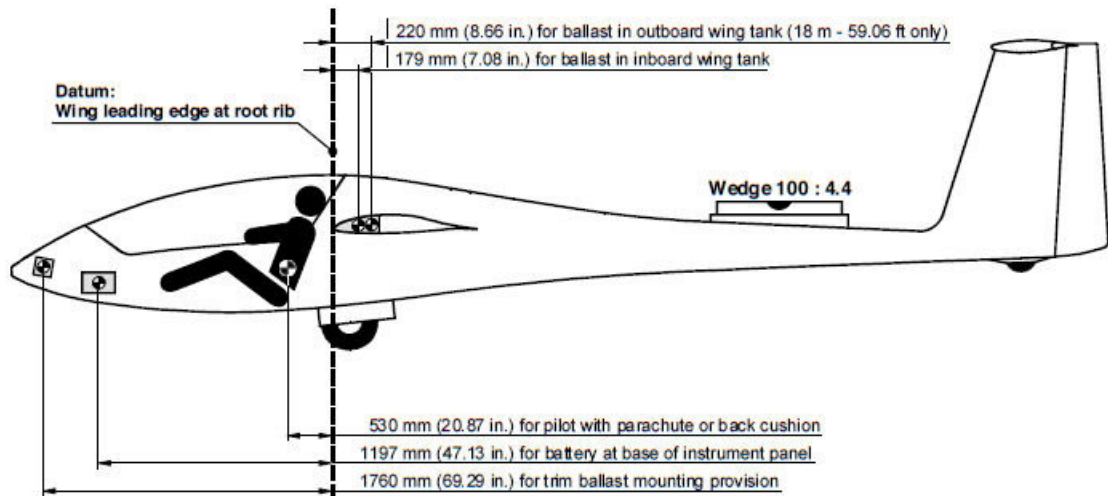 220 mm (8.66 in.) for ballast in outboard wing tank (18 m - 59.06 ft only)
179 mm (7.08 in.) for ballast in inboard wing tank
Datum:
Wing leading edge at root rib
Wedge 100 : 4.4
530 mm (20.87 in.) for pilot with parachute or back cushion
1197 mm (47.13 in.) for battery at base of instrument panel
1760 mm (69.29 in.) for trim ballast mounting provision